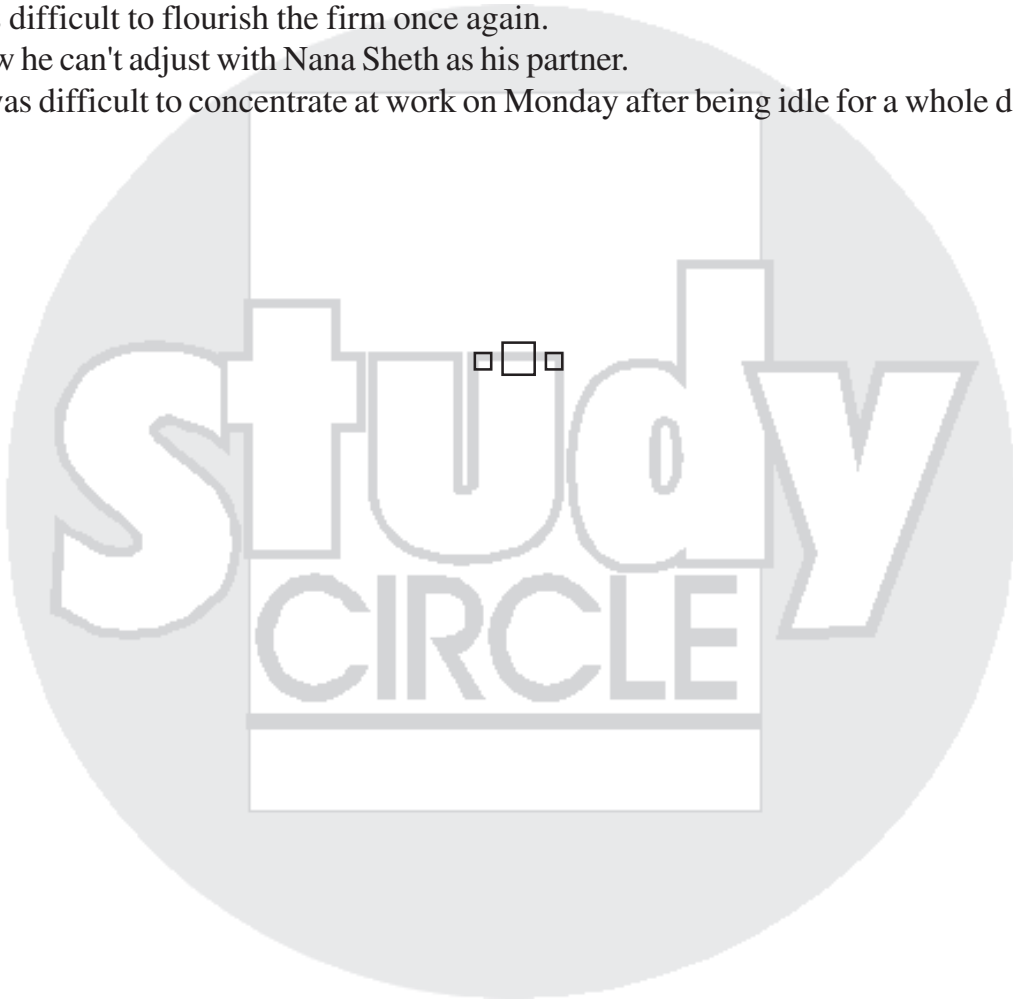 difficult to flourish the firm once again.
he can't adjust with Nana Sheth as his partner.
was difficult to concentrate at work on Monday after being idle for a whole
study
CIRCLE